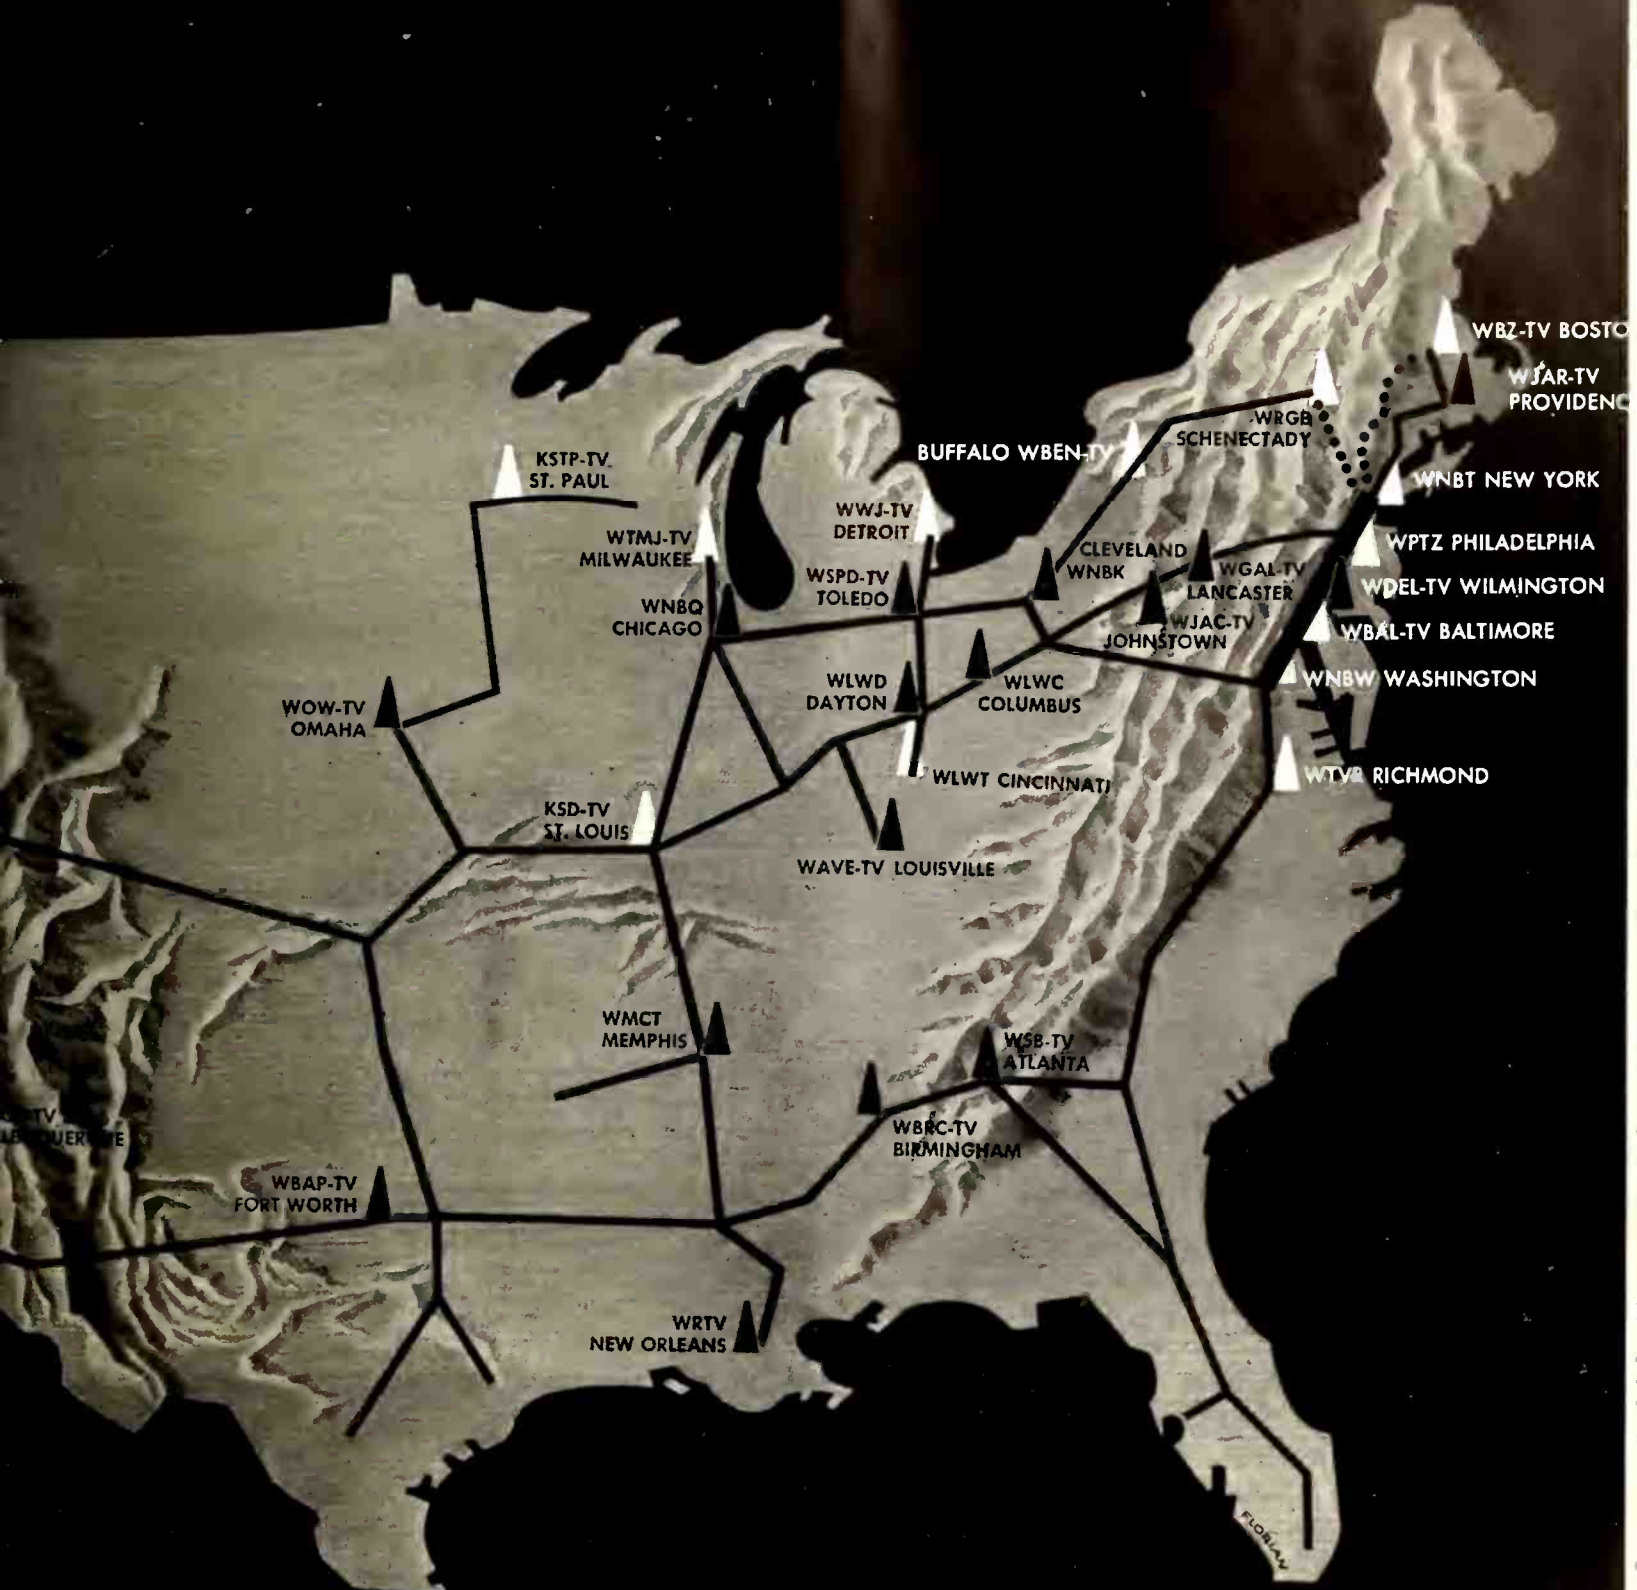 WBZ-TV BOSTO
WJAR-TV
PROVIDENC
WRGB
SCHENECTADY
BUFFALO WBEN-TV
KSTP-TV
ST. PAUL
WNBT NEW YORK
WWJ-TV
DETROIT
WTMJ-TV
MILWAUKEE
WPTZ PHILADELPHIA
CLEVELAND
WNBK
WGAL-TV
LANCASTER
WSPD-TV
TOLEDO
WDEL-TV WILMINGTON
WNBQ
CHICAGO
WJAC-TV
JOHNSTOWN
WBAL-TV BALTIMORE
WLWD
DAYTON
WLWC
COLUMBUS
WNBW WASHINGTON
WOW-TV
OMAHA
WLWT CINCINNATI
WTVR RICHMOND
KSD-TV
ST. LOUIS
WAVE-TV LOUISVILLE
WMCT
MEMPHIS
WSB-TV
ATLANTA
TV
WBRC-TV
BIRMINGHAM
WBAP-TV
FORT WORTH
WRTV
NEW ORLEANS
FLORIAN